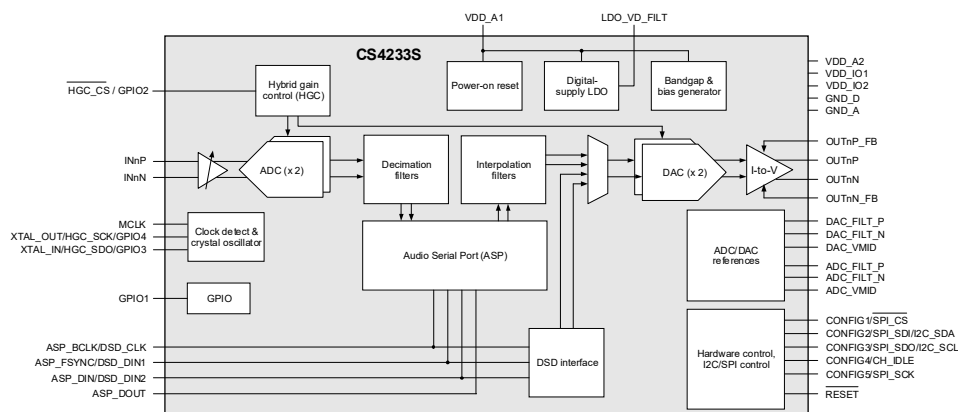 VDD_A1
LDO_VD_FILT
CS4233S
HGC_CS / GPIO2
Hybrid gain
control (HGC)
Power-on reset
Digital-
supply LDO
Bandgap &
bias generator
VDD_A2
VDD_IO1
VDD_IO2
GND_D
GND_A
INnP
INnN
ADC (x 2)
Decimation
filters
Interpolation
filters
DAC (x 2)
I-to-V
OUTnP_FB
OUTnP
OUTnN
OUTnN_FB
MCLK
XTAL_OUT/HGC_SCK/GPIO4
XTAL_IN/HGC_SDO/GPIO3
Clock detect &
crystal oscillator
Audio Serial Port (ASP)
ADC/DAC
references
DAC_FILT_P
DAC_FILT_N
DAC_VMID
ADC_FILT_P
ADC_FILT_N
ADC_VMID
GPIO1
GPIO
ASP_BCLK/DSD_CLK
ASP_FSYNC/DSD_DIN1
ASP_DIN/DSD_DIN2
ASP_DOUT
DSD interface
Hardware control,
I2C/SPI control
CONFIG1/SPI_CS
CONFIG2/SPI_SDI/I2C_SDA
CONFIG3/SPI_SDO/I2C_SCL
CONFIG4/CH_IDLE
CONFIG5/SPI_SCK
RESET